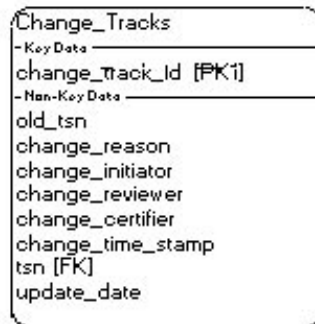 Change_Tracks
Key Data
change_track_Id [PK1]
Non-Key Data
old_tsn
change_reason
change_initiator
change_reviewer
change_certifier
change_time_stamp
tsn [FK]
update_date